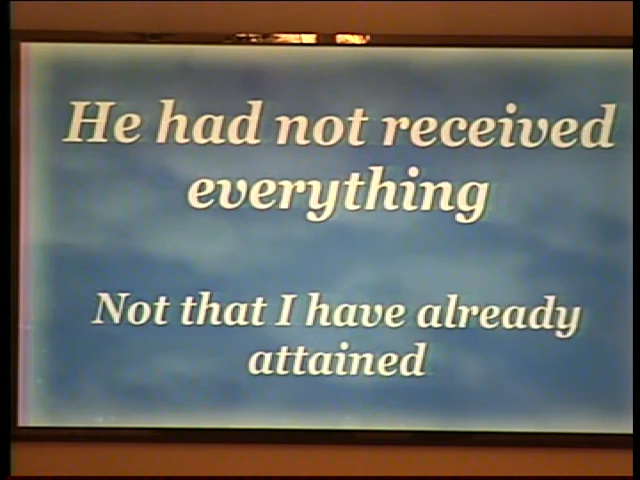 He had not received
everything
Not that I have already
attained